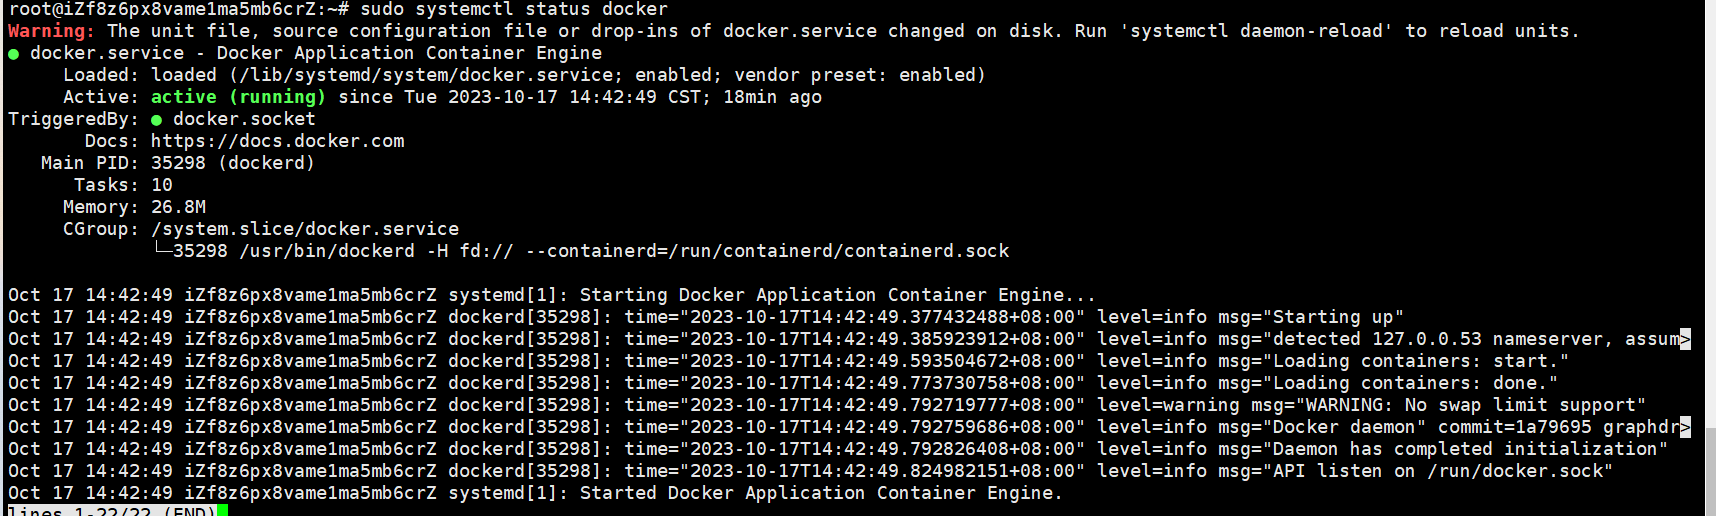 root@iZf8z6px8vame1ma5mb6crZ:~# sudo systemctl status docker
Warning: The unit file, source configuration file or drop-ins of docker.service changed on disk. Run 'systemctl daemon-reload' to reload units.
● docker.service - Docker Application Container Engine
Loaded: loaded (/lib/systemd/system/docker.service; enabled; vendor preset: enabled)
Active: active (running) since Tue 2023-10-17 14:42:49 CST; 18min ago
TriggeredBy: ● docker.socket
Docs: https://docs.docker.com
Main PID: 35298 (dockerd)
Tasks: 10
Memory: 26.8M
CGroup: /system.slice/docker.service
└─35298 /usr/bin/dockerd -H fd:// --containerd=/run/containerd/containerd.sock
Oct 17 14:42:49 iZf8z6px8vame1ma5mb6crZ systemd[1]: Starting Docker Application Container Engine...
Oct 17 14:42:49 iZf8z6px8vame1ma5mb6crZ dockerd[35298]: time="2023-10-17T14:42:49.377432488+08:00" level=info msg="Starting up"
Oct 17 14:42:49 iZf8z6px8vame1ma5mb6crZ dockerd[35298]: time="2023-10-17T14:42:49.385923912+08:00" level=info msg="detected 127.0.0.53 nameserver, assum>
Oct 17 14:42:49 iZf8z6px8vame1ma5mb6crZ dockerd[35298]: time="2023-10-17T14:42:49.593504672+08:00" level=info msg="Loading containers: start."
Oct 17 14:42:49 iZf8z6px8vame1ma5mb6crZ dockerd[35298]: time="2023-10-17T14:42:49.773730758+08:00" level=info msg="Loading containers: done."
Oct 17 14:42:49 iZf8z6px8vame1ma5mb6crZ dockerd[35298]: time="2023-10-17T14:42:49.792719777+08:00" level=warning msg="WARNING: No swap limit support"
Oct 17 14:42:49 iZf8z6px8vame1ma5mb6crZ dockerd[35298]: time="2023-10-17T14:42:49.792759686+08:00" level=info msg="Docker daemon" commit=1a79695 graphdr>
Oct 17 14:42:49 iZf8z6px8vame1ma5mb6crZ dockerd[35298]: time="2023-10-17T14:42:49.792826408+08:00" level=info msg="Daemon has completed initialization"
Oct 17 14:42:49 iZf8z6px8vame1ma5mb6crZ dockerd[35298]: time="2023-10-17T14:42:49.824982151+08:00" level=info msg="API listen on /run/docker.sock"
Oct 17 14:42:49 iZf8z6px8vame1ma5mb6crZ systemd[1]: Started Docker Application Container Engine.
lines 1-22/22 (END)